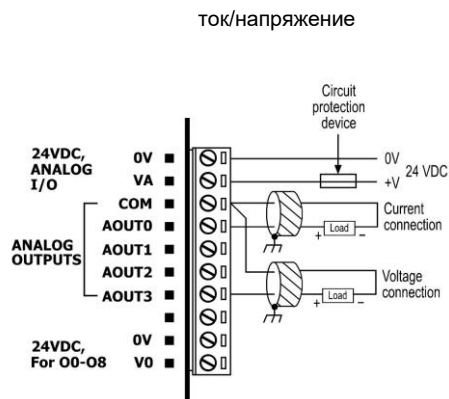 ток/напряжение
Circuit
protection
device
24VDC,
ANALOG
I/O
0V
VA
COM
AOUT0
ANALOG
OUTPUTS
AOUT1
AOUT2
AOUT3
24VDC,
For O0-O8
0V
V0
0V
24 VDC
+V
Current
connection
+ Load –
Voltage
connection
+ Load –